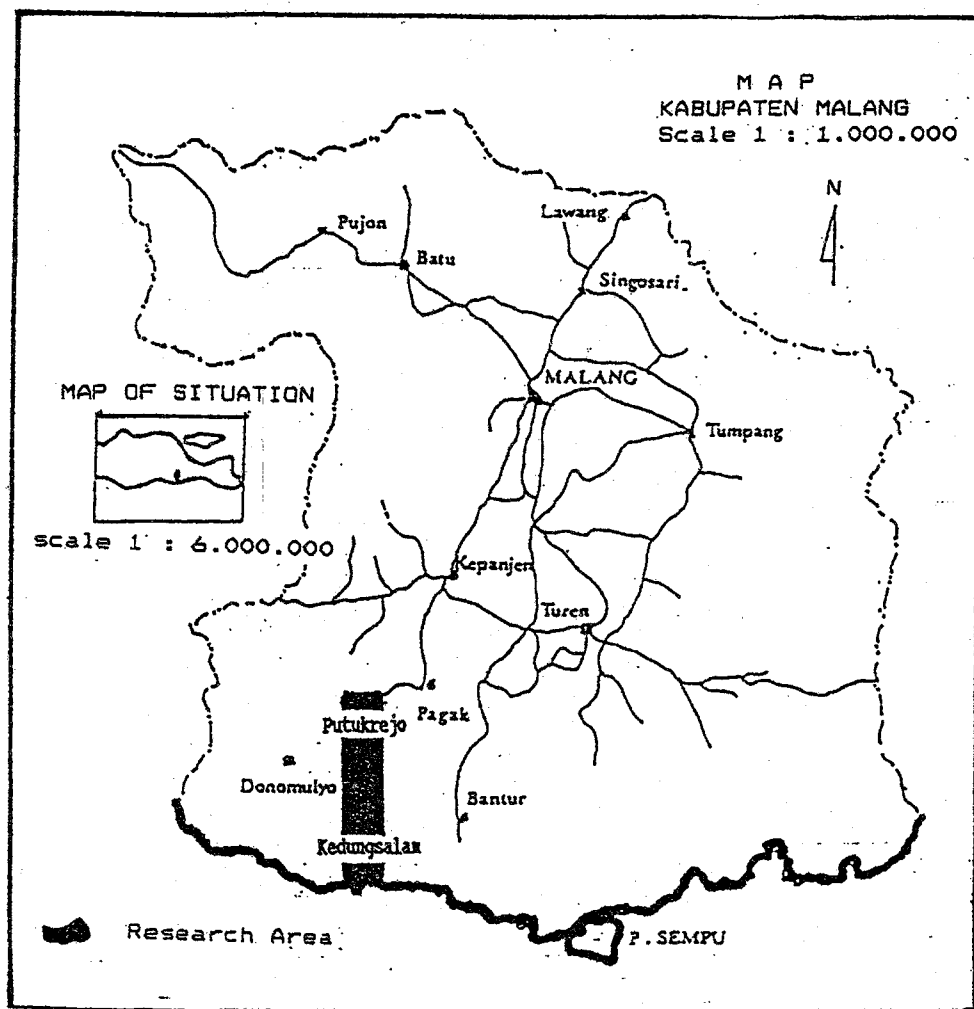 M A P
KABUPATEN MALANG
Scale 1 : 1.000.000
N
Lawang
Pujon
Batu
Singosari.
MAP OF SITUATION
MALANG
Tumpang
scale 1 : 6.000.000
Kepanjen
Turen
Pagak
Putukrejo
Donomulyo
Bantur
Kedungsalam
Research Area
P. SEMPU